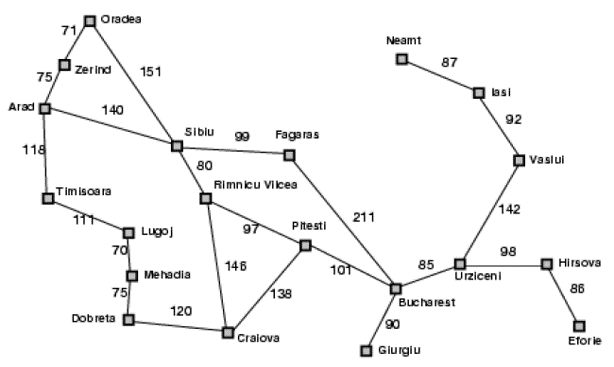 Oradea
71
Neamt
87
Zerind
75
151
Iasi
Arad
140
92
Sibiu
99
Fagaras
118
80
Vaslui
Timisoara
Rimnicu Vilcea
111
211
142
Lugoj
97
Pitesti
70
146
101
85
98
Hirsova
Mehadia
Urziceni
75
138
86
Bucharest
120
90
Dobreta
Craiova
Eforie
Giurgiu